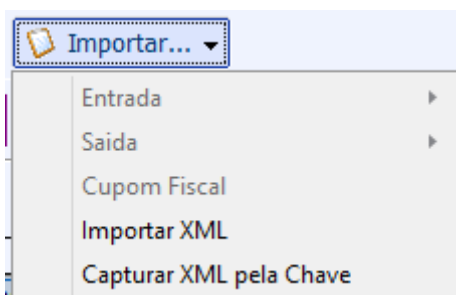 Importar...
Entrada
Saida
Cupom Fiscal
Importar XML
Capturar XML pela Chave